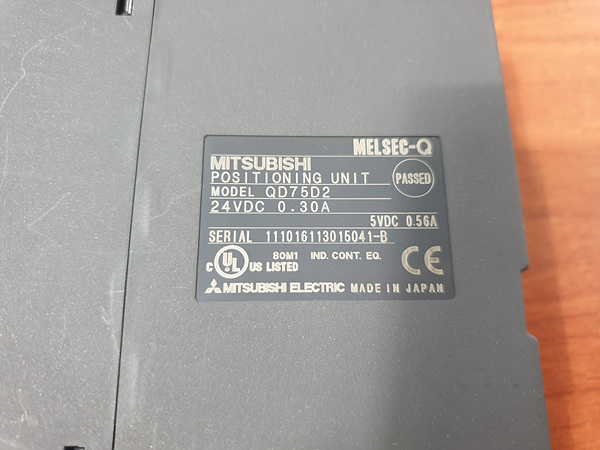 MELSEC-Q
MITSUBISHI
POSITIONING UNIT
PASSED
MODEL QD75D2
24VDC 0.30A
5VDC 0.56A
SERIAL 111016113015041-B
C UL US LISTED 80M1 IND. CONT. EQ. CE
MITSUBISHI ELECTRIC MADE IN JAPAN